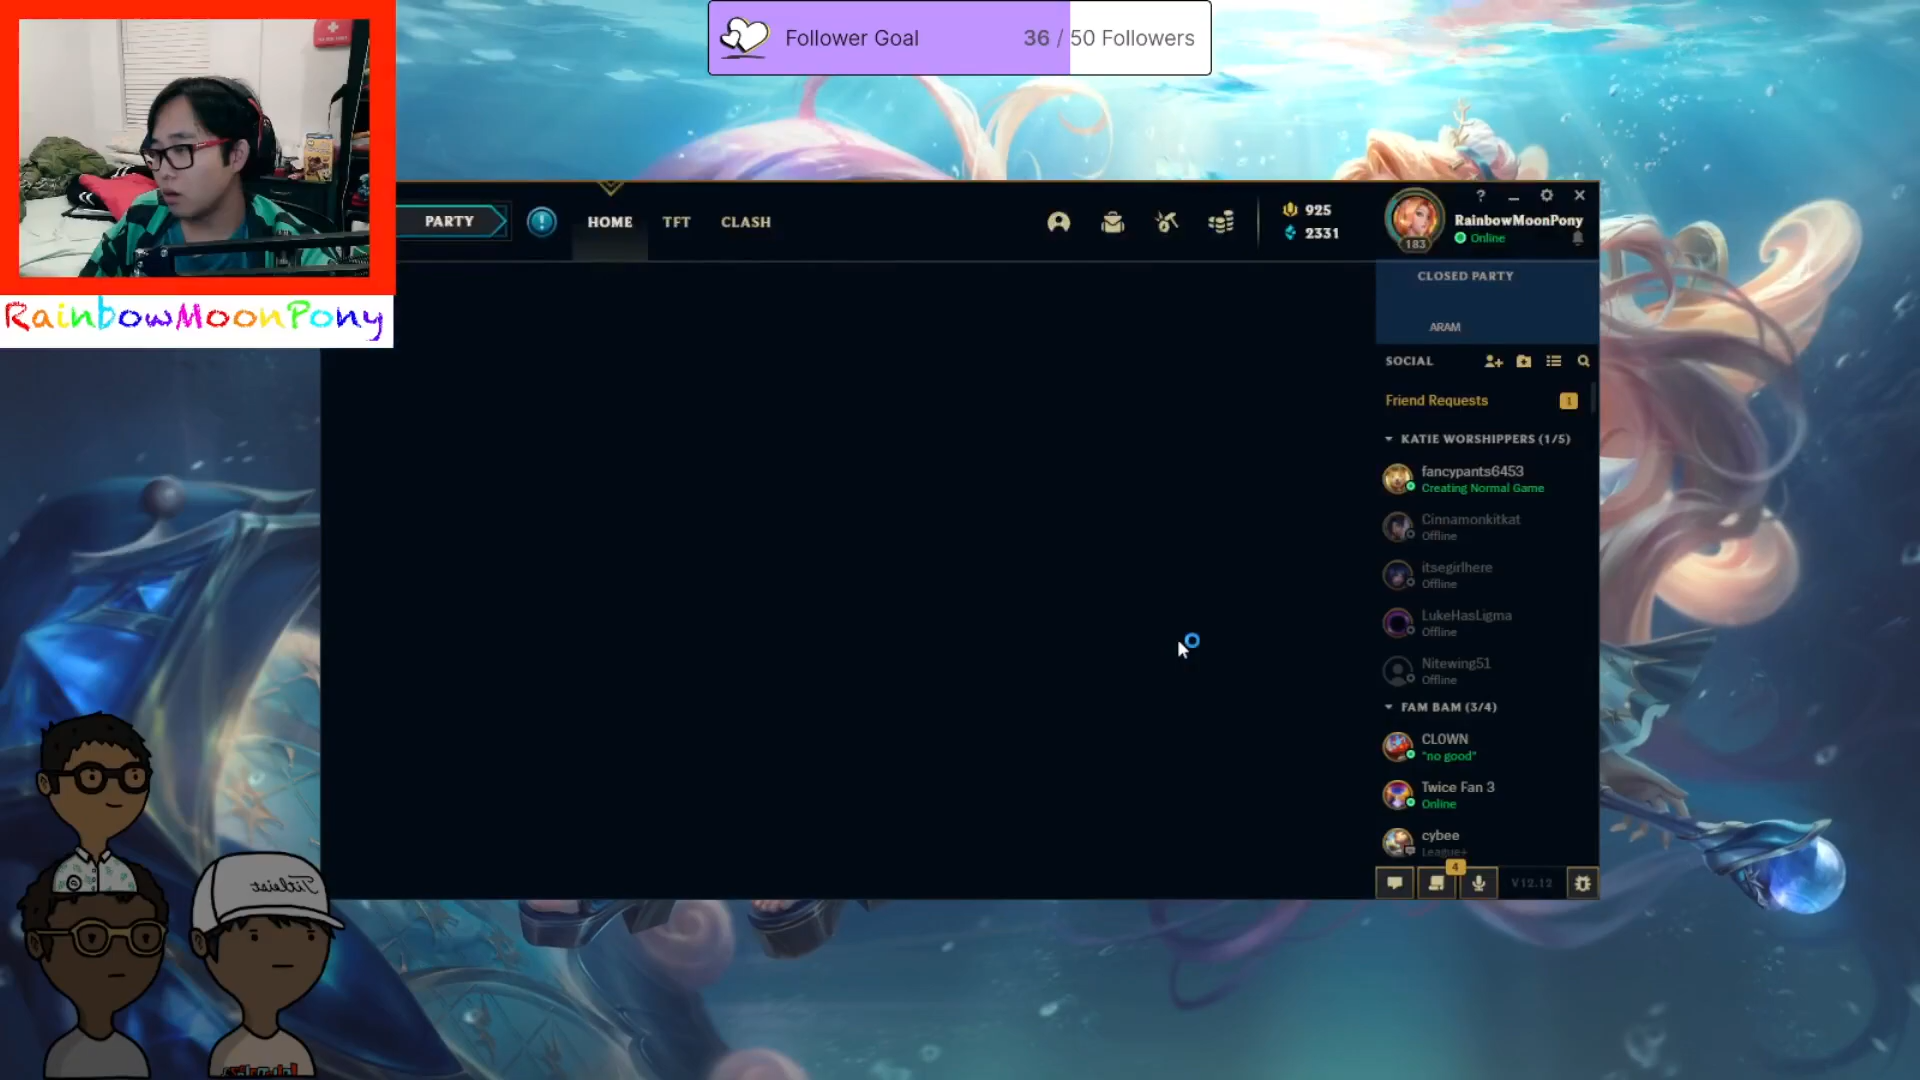 Follower Goal 36 / 50 Followers
PARTY HOME TFT CLASH
925
2331
183
?
RainbowMoonPony
Online
CLOSED PARTY
ARAM
RainbowMoonPony
SOCIAL
Friend Requests 1
KATIE WORSHIPPERS (1/5)
fancypants6453
Creating Normal Game
Cinnamonkitkat
Offline
itsegirlhere
Offline
LukeHasLigma
Offline
Nitewing51
Offline
FAM BAM (3/4)
CLOWN
"no good"
Twice Fan 3
Online
cybee
League+
4
V12.12
Titleist